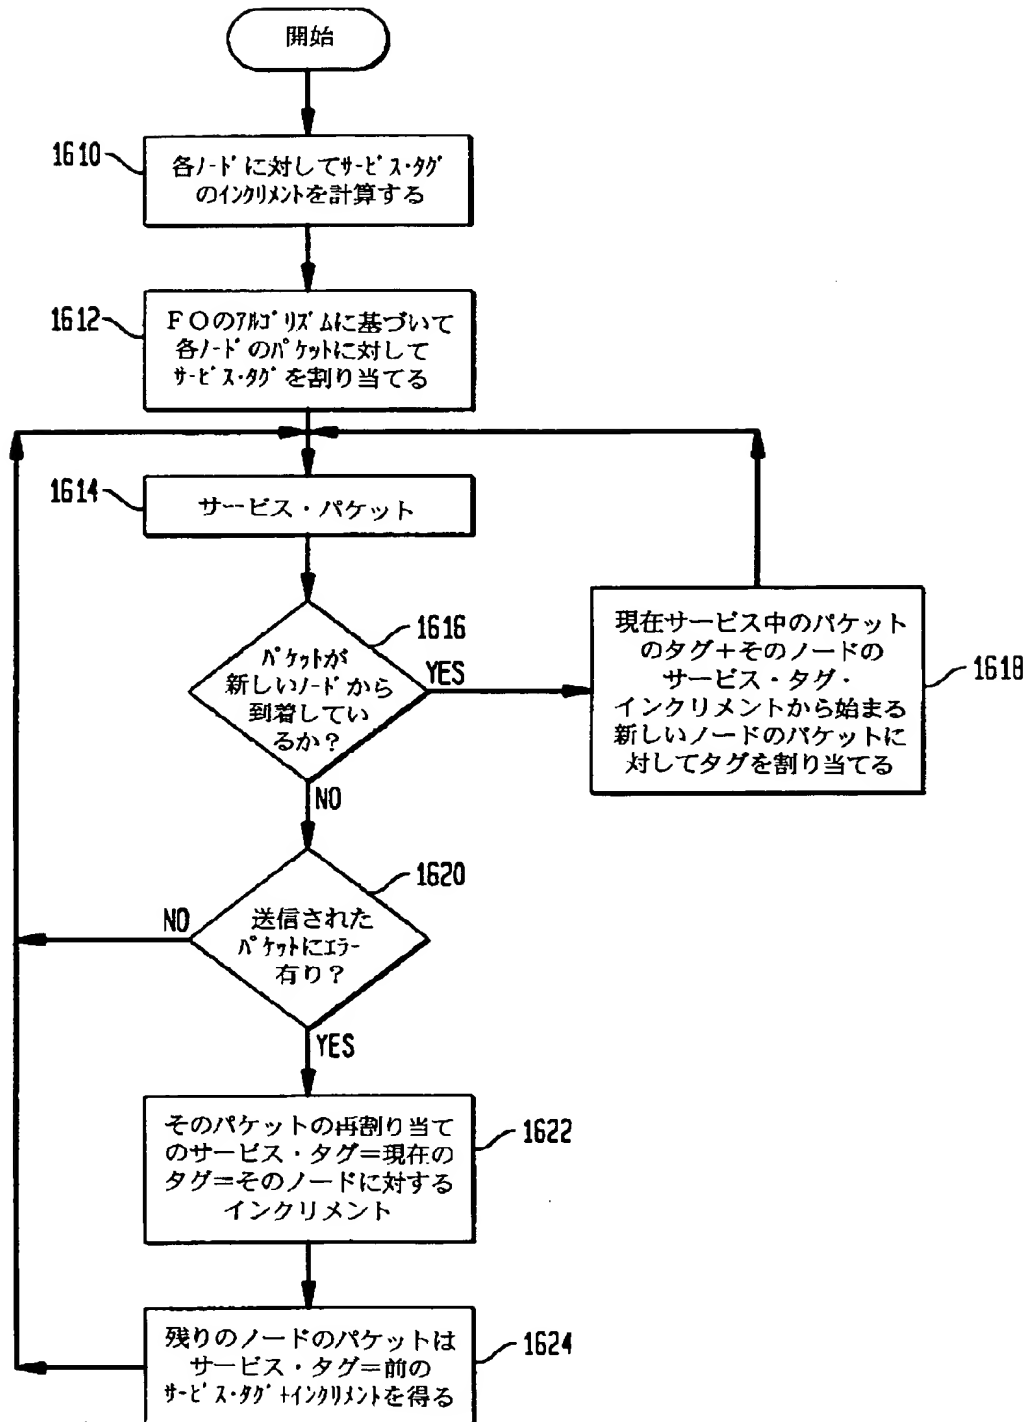 開始
1610
各ﾉｰﾄﾞに対してｻｰﾋﾞｽ･ﾀｸﾞ
のｲﾝｸﾘﾒﾝﾄを計算する
1612
ＦＯのｱﾙｺﾞﾘｽﾞﾑに基づいて
各ﾉｰﾄﾞのﾊﾟｹｯﾄに対して
ｻｰﾋﾞｽ･ﾀｸﾞを割り当てる
1614
サービス・パケット
1616
ﾊﾟｹｯﾄが
新しいﾉｰﾄﾞから
到着してい
るか？
YES
NO
1618
現在サービス中のパケット
のタグ＋そのノードの
サービス・タグ・
インクリメントから始まる
新しいノードのパケットに
対してタグを割り当てる
1620
送信された
ﾊﾟｹｯﾄにｴﾗｰ
有り？
NO
YES
1622
そのパケットの再割り当て
のサービス・タグ＝現在の
タグ＝そのノードに対する
インクリメント
1624
残りのノードのパケットは
サービス・タグ＝前の
ｻｰﾋﾞｽ･ﾀｸﾞ+ｲﾝｸﾘﾒﾝﾄを得る